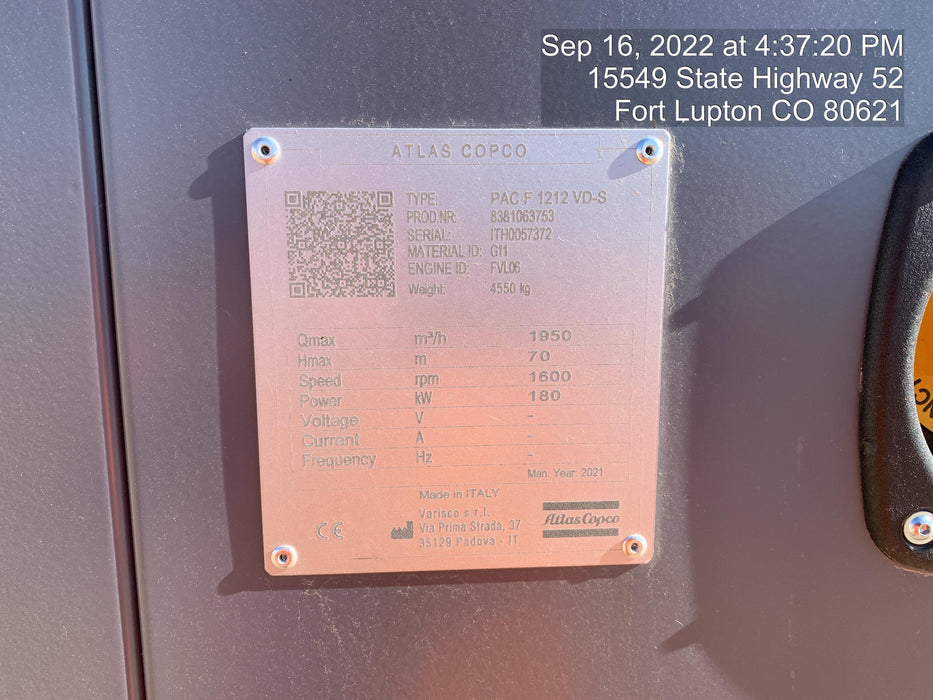 Sep 16, 2022 at 4:37:20 PM
15549 State Highway 52
Fort Lupton CO 80621
ATLAS COPCO
TYPE: PAC F 1212 VD-S
PROD.NR: 8381063753
SERIAL: ITH0057372
MATERIAL ID: G11
ENGINE ID: FVL06
Weight: 4550 kg
Qmax m³/h 1950
Hmax m 70
Speed rpm 1600
Power kW 180
Voltage V -
Current A -
Frequency Hz -
Man. Year: 2021
Made in ITALY
CE
Varisco s.r.l.
Via Prima Strada, 37
35129 Padova - IT
Atlas Copco